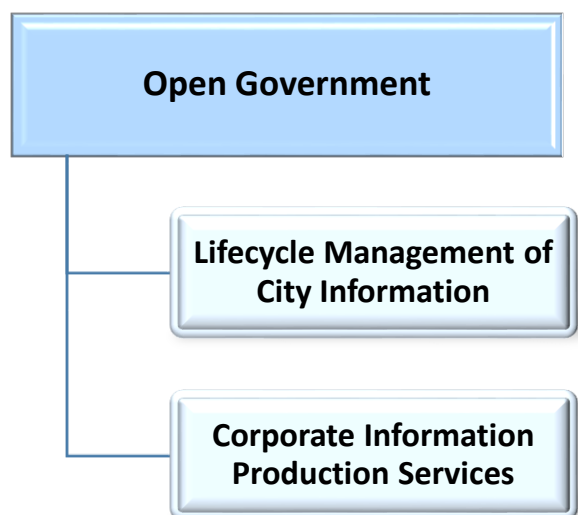 Open Government
Lifecycle Management of
City Information
Corporate Information
Production Services